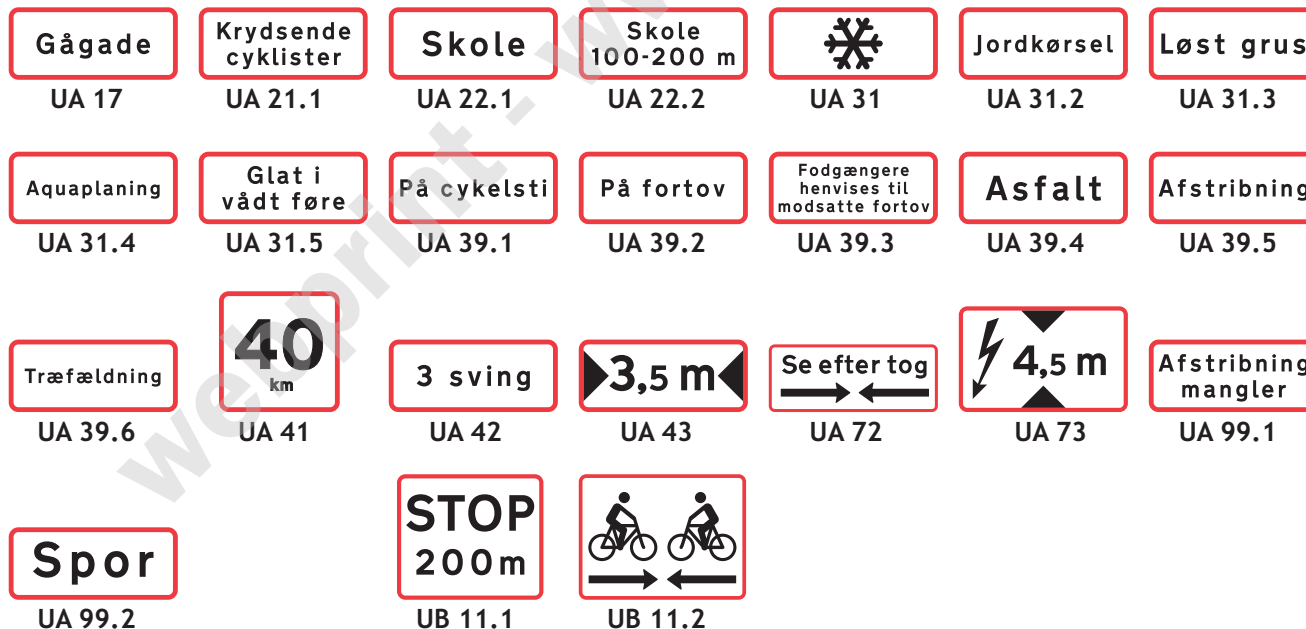 Gågade
Krydsende
cyklister
Skole
Skole
100-200 m
Jordkørsel
Løst grus
UA 17
UA 21.1
UA 22.1
UA 22.2
UA 31
UA 31.2
UA 31.3
Aquaplaning
Glat i
vådt føre
På cykelsti
På fortov
Fodgængere
henvises til
modsatte fortov
Asfalt
Afstribning
UA 31.4
UA 31.5
UA 39.1
UA 39.2
UA 39.3
UA 39.4
UA 39.5
Træfældning
40
km
3 sving
3,5 m
Se efter tog
4,5 m
Afstribning
mangler
UA 39.6
UA 41
UA 42
UA 43
UA 72
UA 73
UA 99.1
Spor
STOP
200m
UA 99.2
UB 11.1
UB 11.2
webprint - w